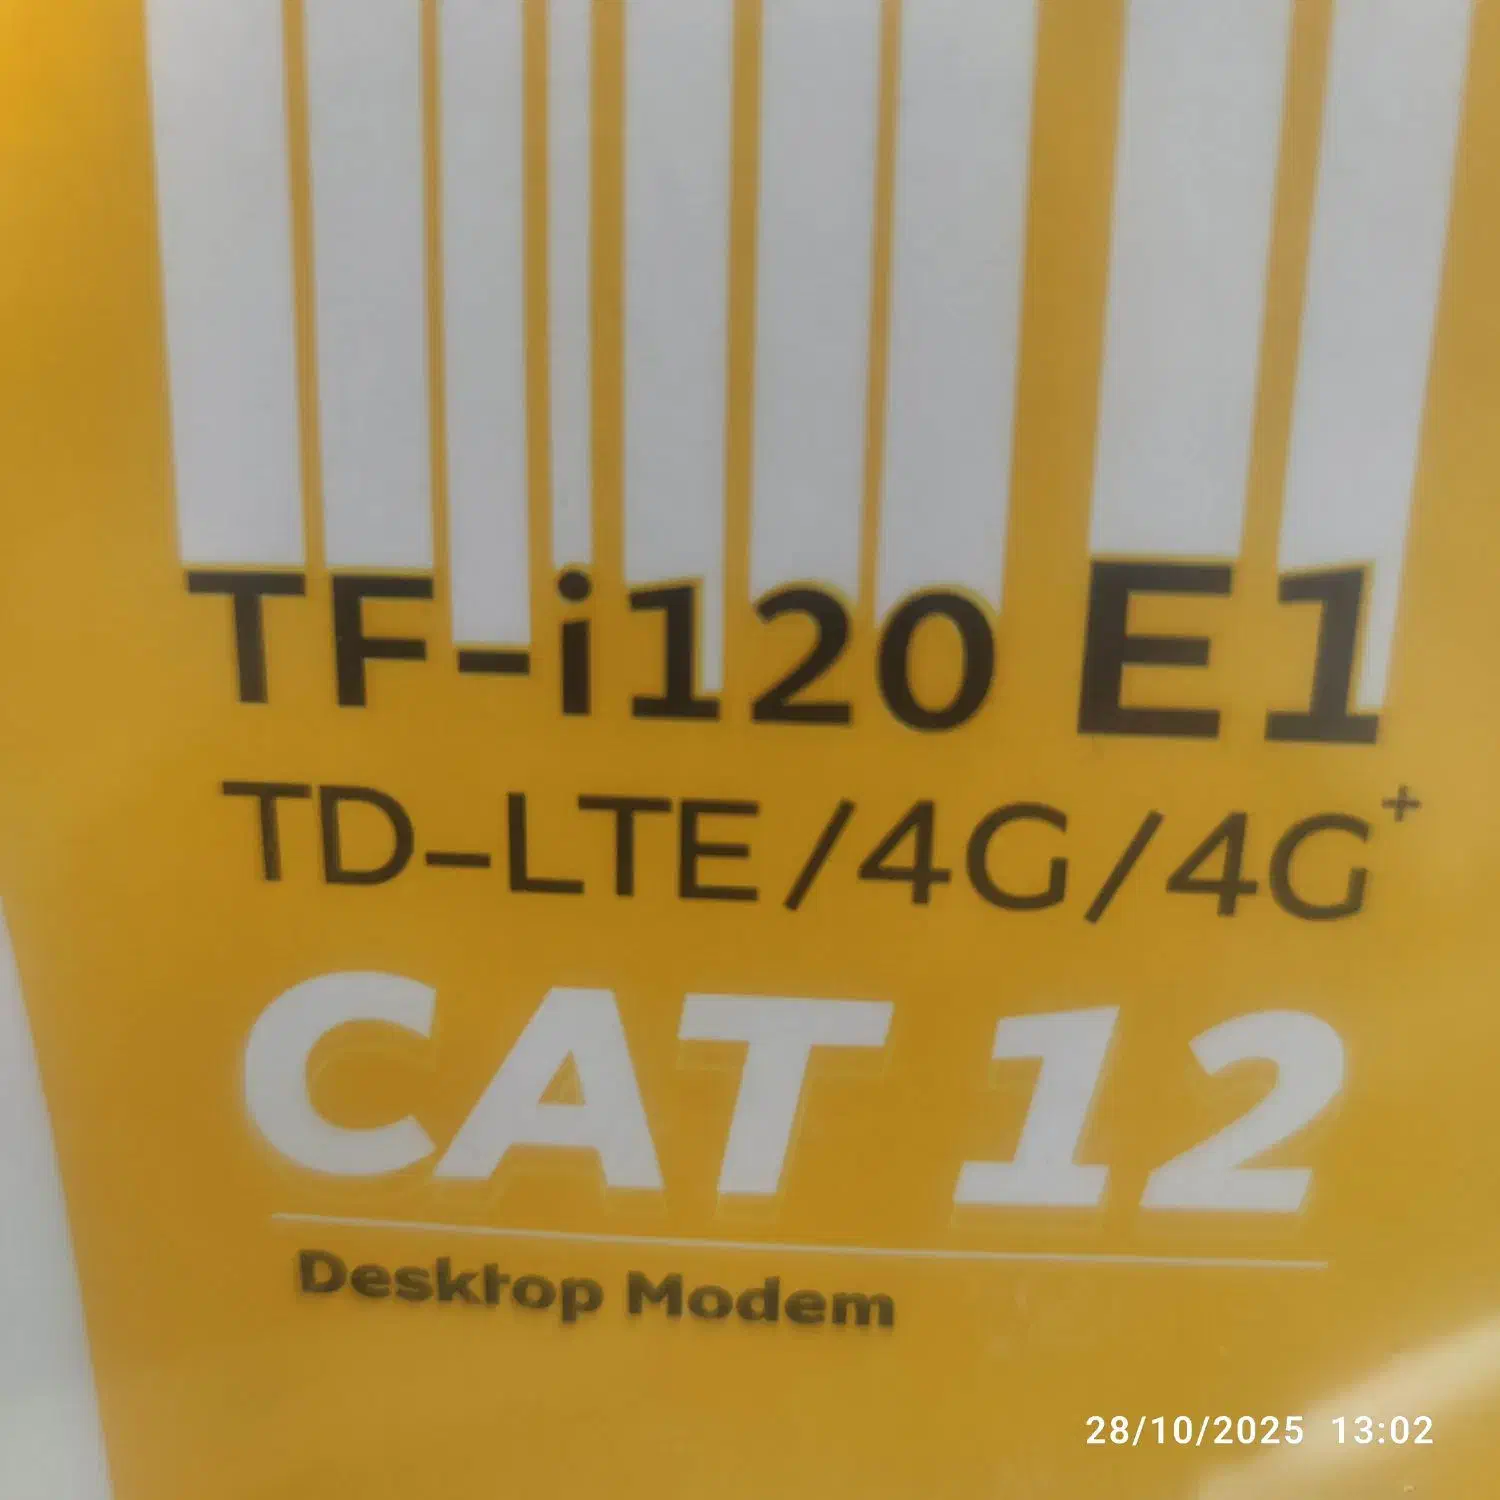 TF-i120 E1
TD-LTE/4G/4G+
CAT 12
Desktop Modem
28/10/2025 13:02